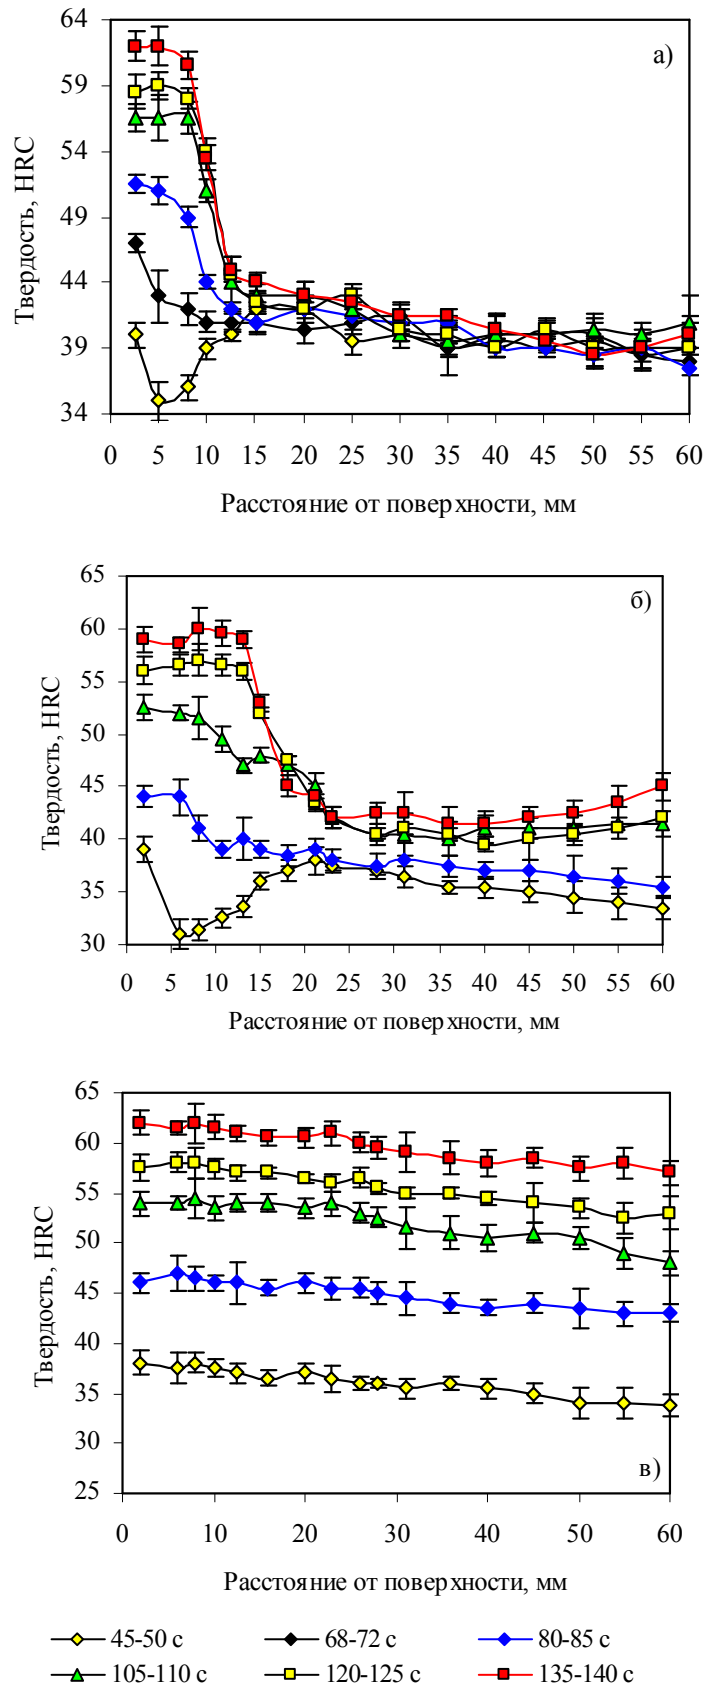 64
59
54
49
44
39
34
Твердость, HRC
а)
0 5 10 15 20 25 30 35 40 45 50 55 60
Расстояние от поверхности, мм
65
60
55
50
45
40
35
30
Твердость, HRC
б)
0 5 10 15 20 25 30 35 40 45 50 55 60
Расстояние от поверхности, мм
65
60
55
50
45
40
35
30
25
Твердость, HRC
в)
0 10 20 30 40 50 60
Расстояние от поверхности, мм
45-50 с 68-72 с 80-85 с
105-110 с 120-125 с 135-140 с